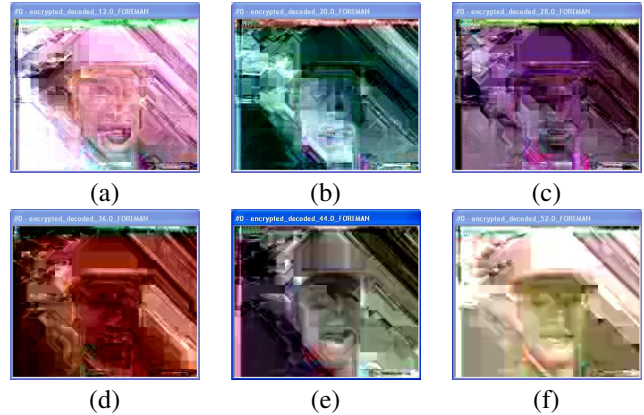 #0 - encrypted_decoded_12.0_FOREMAN
#0 - encrypted_decoded_20.0_FOREMAN
#0 - encrypted_decoded_28.0_FOREMAN
(a)
(b)
(c)
#0 - encrypted_decoded_36.0_FOREMAN
#0 - encrypted_decoded_44.0_FOREMAN
#0 - encrypted_decoded_52.0_FOREMAN
(d)
(e)
(f)